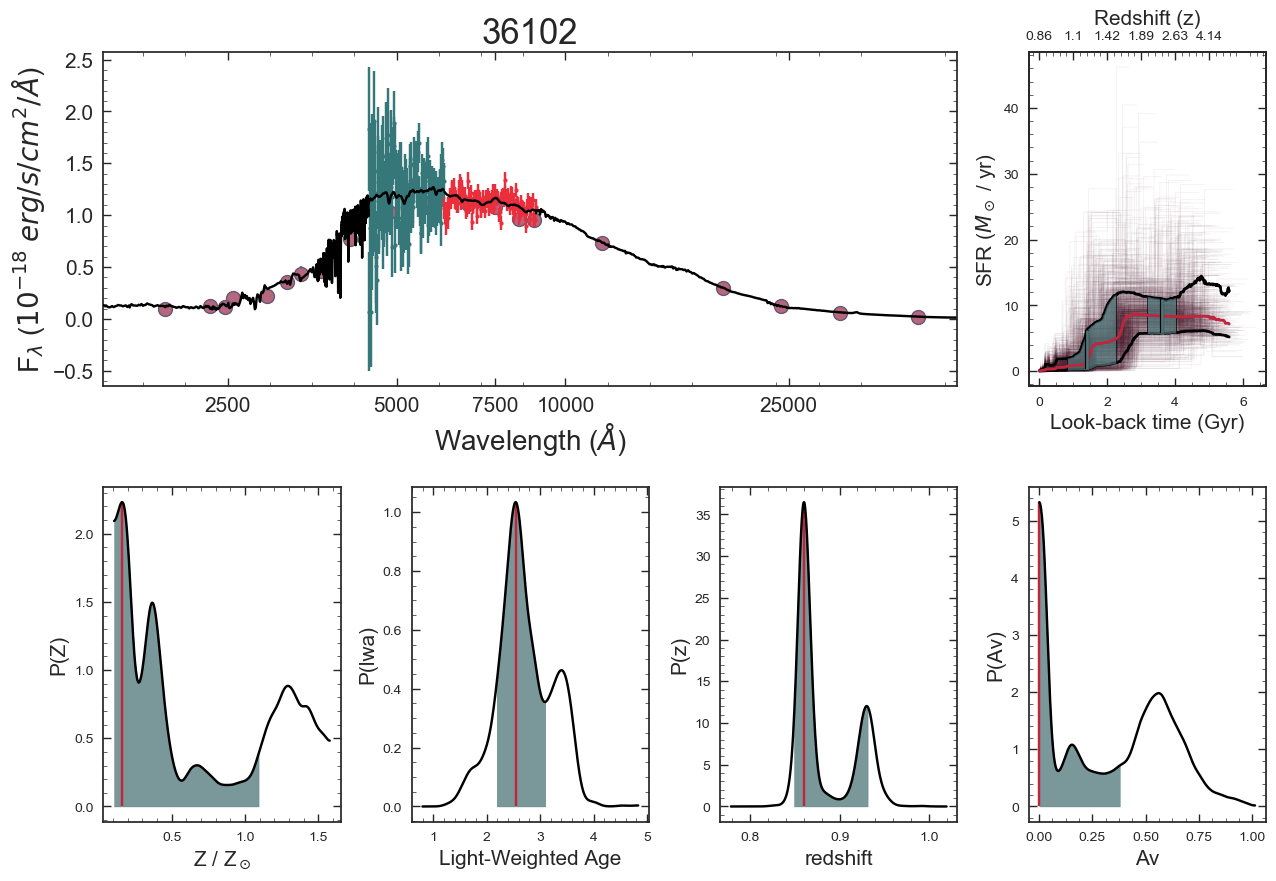 36102
F_λ (10^−18 erg/s/cm^2/Å)
2.5
2.0
1.5
1.0
0.5
0.0
−0.5
2500 5000 7500 10000 25000
Wavelength (Å)
Redshift (z)
0.86 1.1 1.42 1.89 2.63 4.14
SFR (M_⊙ / yr)
40
30
20
10
0
0 2 4 6
Look-back time (Gyr)
P(Z)
2.0
1.5
1.0
0.5
0.0
0.5 1.0 1.5
Z / Z_⊙
P(lwa)
1.0
0.8
0.6
0.4
0.2
0.0
1 2 3 4 5
Light-Weighted Age
P(z)
35
30
25
20
15
10
5
0
0.8 0.9 1.0
redshift
P(Av)
5
4
3
2
1
0
0.00 0.25 0.50 0.75 1.00
Av